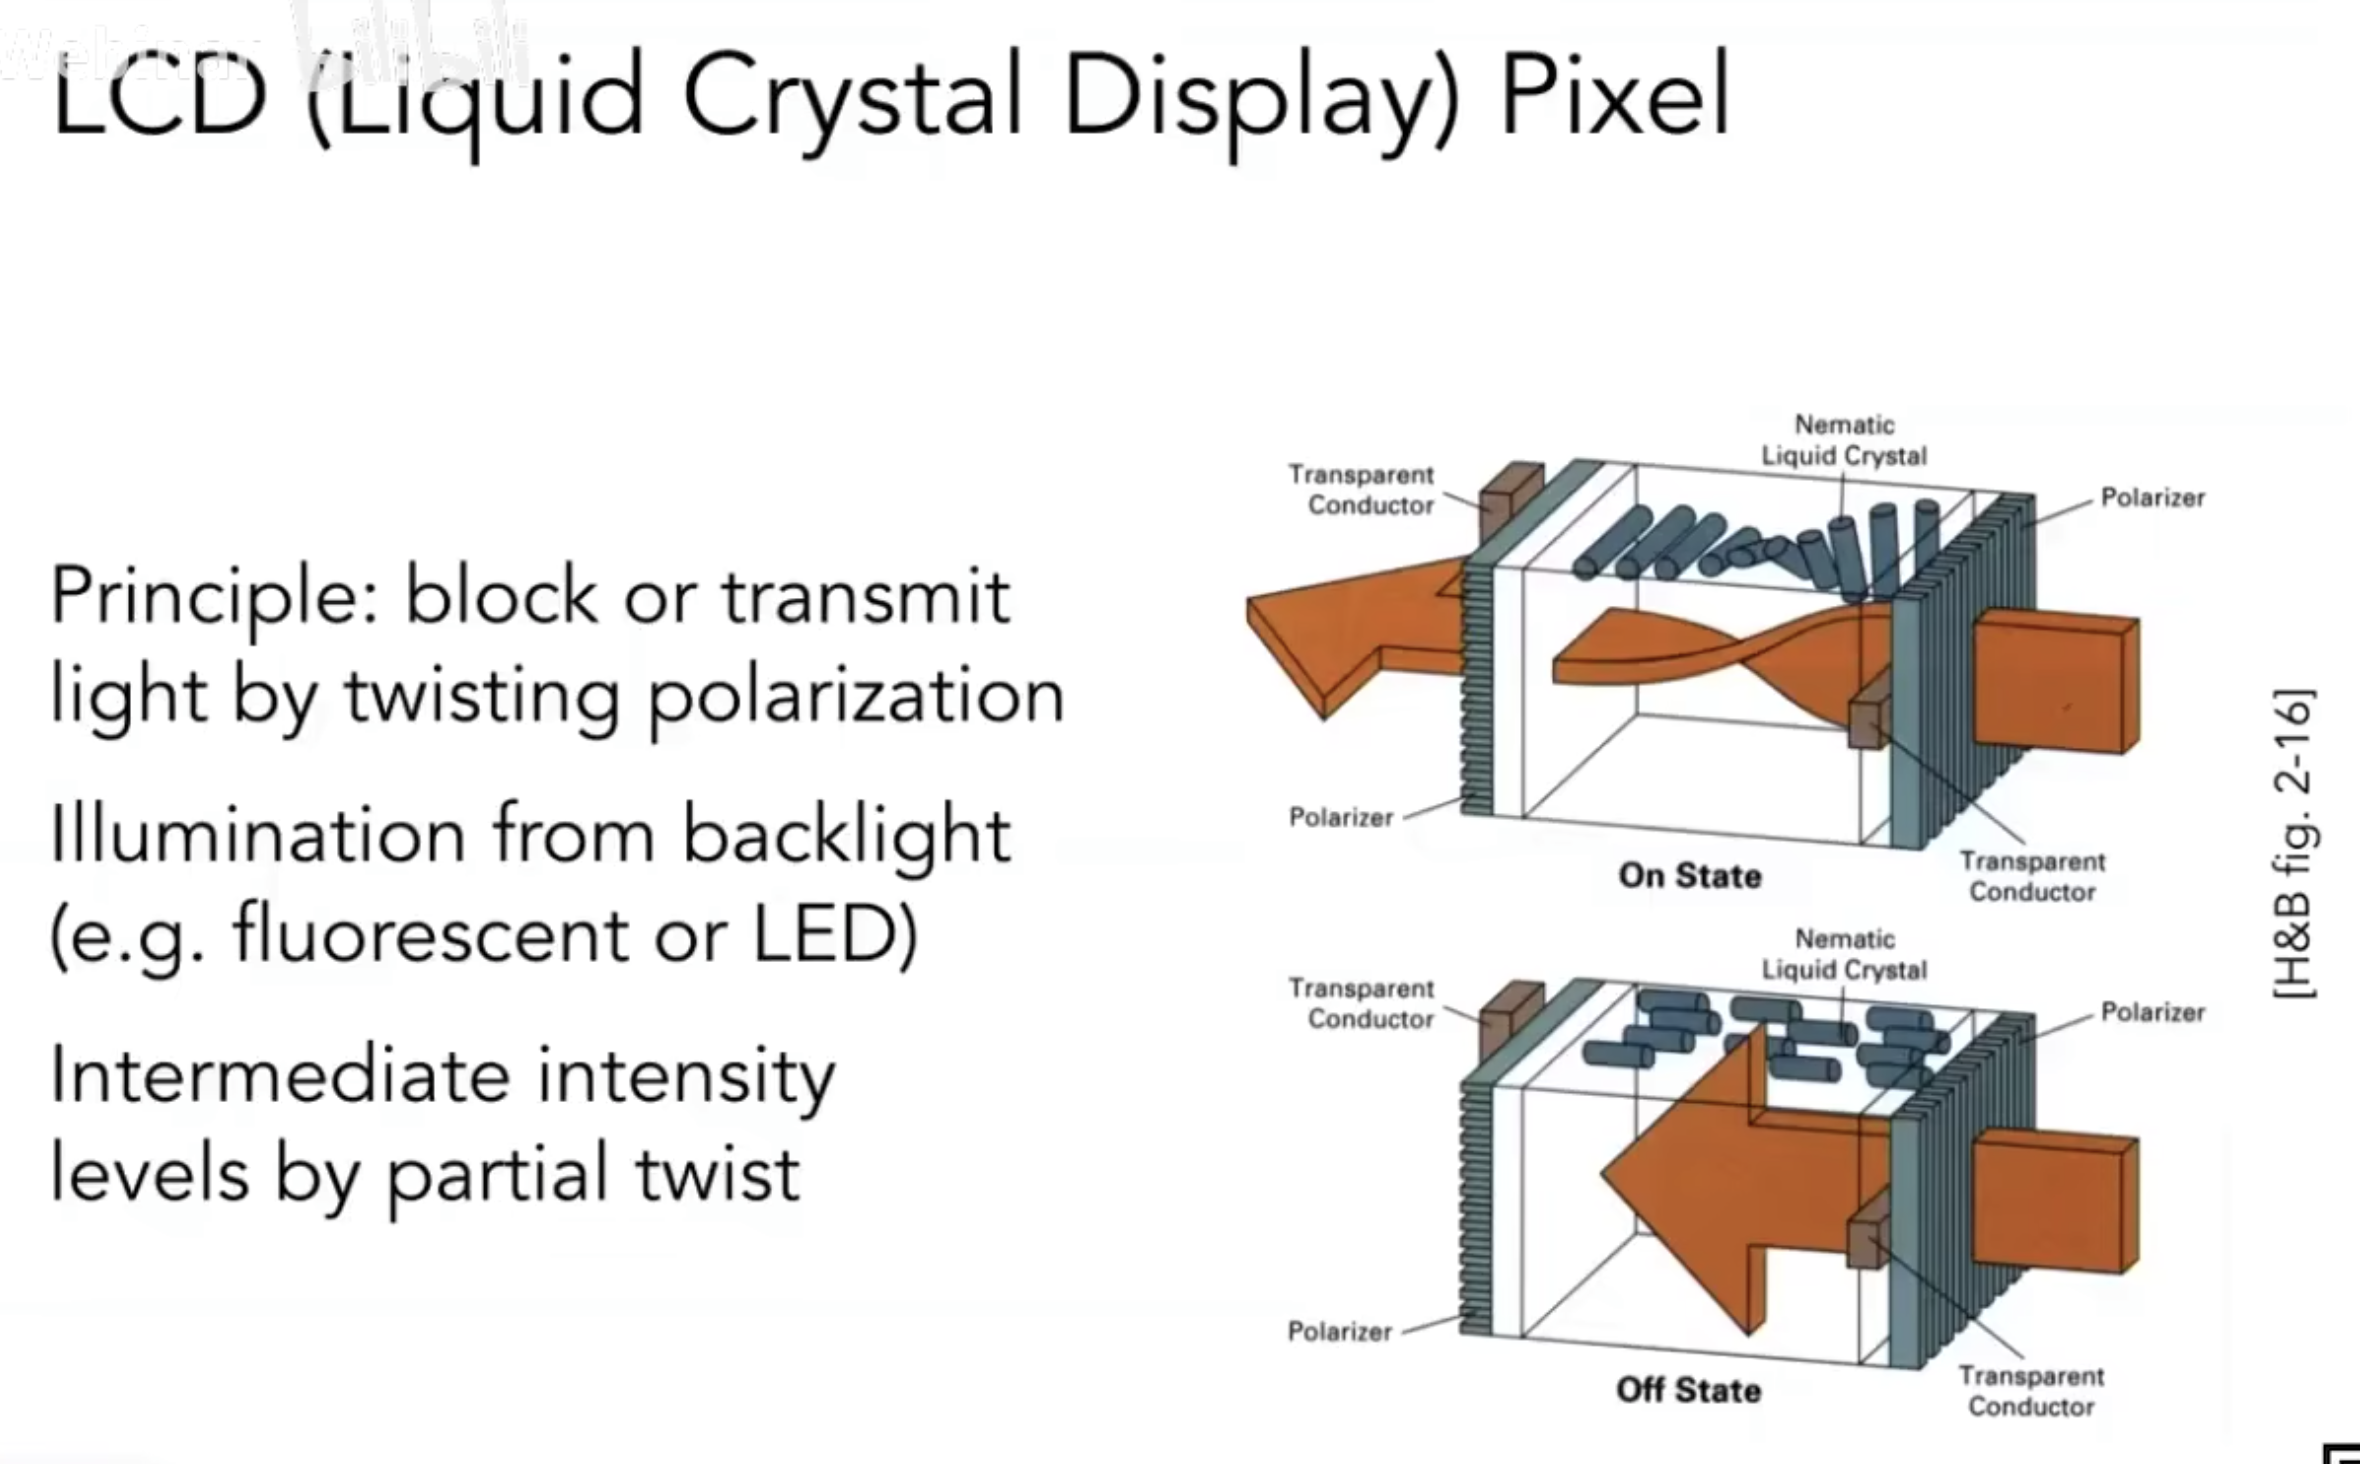 Webinar
bilibili
LCD (Liquid Crystal Display) Pixel
Principle: block or transmit
light by twisting polarization
Illumination from backlight
(e.g. fluorescent or LED)
Intermediate intensity
levels by partial twist
Nematic
Liquid Crystal
Transparent
Conductor
Polarizer
Polarizer
Transparent
Conductor
On State
Nematic
Liquid Crystal
Transparent
Conductor
Polarizer
Polarizer
Transparent
Conductor
Off State
[H&B fig. 2-16]